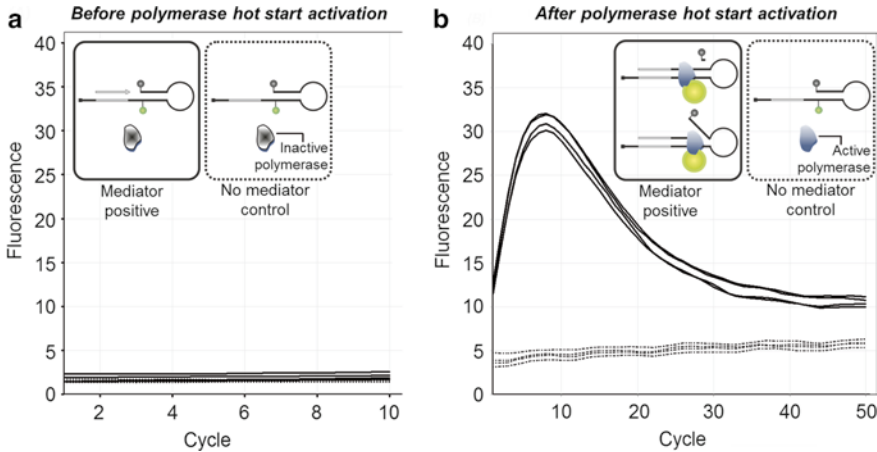 a
Before polymerase hot start activation
40
35
30
25
20
15
10
5
0
Fluorescence
Inactive
polymerase
Mediator
positive
No mediator
control
2
4
6
8
10
Cycle
b
After polymerase hot start activation
40
35
30
25
20
15
10
5
0
Fluorescence
Active
polymerase
Mediator
positive
No mediator
control
10
20
30
40
50
Cycle